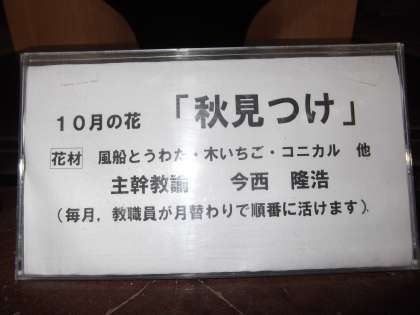 10月の花 「秋見つけ」
花材 風船とうわた・木いちご・コニカル 他
主幹教諭 今西 隆浩
（毎月，教職員が月替わりで順番に活けます）